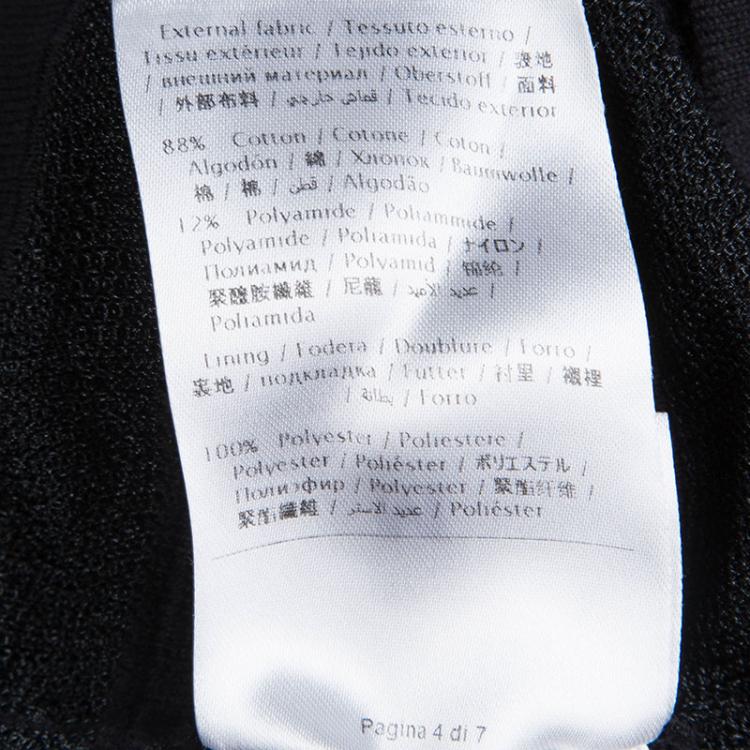 External fabric / Tessuto esterno /
Tissu extérieur / Tejido exterior / 表地
/ внешний материал / Oberstoff / 面料
/ 外部布料 / قماش خارجي / Tecido exterior
88% Cotton / Cotone / Coton /
Algodón / 綿 / Хлопок / Baumwolle /
棉 / 棉 / قطن / Algodão
12% Polyamide / Poliammide /
Polyamide / Poliamida / ナイロン /
Полиамид / Polyamid / 锦纶 /
聚醯胺纖維 / 尼龍 / عديد الاميد /
Poliamida
Lining / Fodera / Doublure / Forro /
裏地 / подкладка / Futter / 衬里 / 襯裡
/ بطانة / Forro
100% Polyester / Poliestere /
Polyester / Poliéster / ポリエステル /
Полиэфир / Polyester / 聚酯纤维 /
聚酯纖維 / عديد الاستر / Poliéster
Pagina 4 di 7